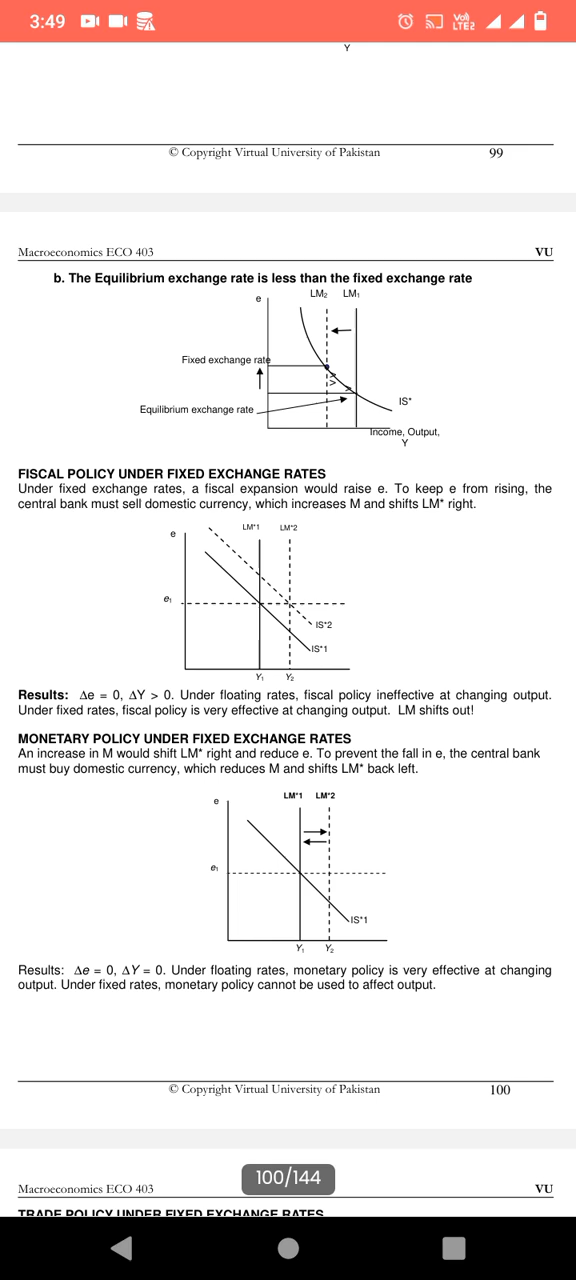 3:49
Vo)
LTE2
Y
© Copyright Virtual University of Pakistan 99
Macroeconomics ECO 403 VU
b. The Equilibrium exchange rate is less than the fixed exchange rate
e LM₂ LM₁
Fixed exchange rate
IS*
Equilibrium exchange rate
Income, Output,
Y
FISCAL POLICY UNDER FIXED EXCHANGE RATES
Under fixed exchange rates, a fiscal expansion would raise e. To keep e from rising, the
central bank must sell domestic currency, which increases M and shifts LM* right.
e LM*1 LM*2
e₁
IS*2
IS*1
Y₁ Y₂
Results: Δe = 0, ΔY > 0. Under floating rates, fiscal policy ineffective at changing output.
Under fixed rates, fiscal policy is very effective at changing output. LM shifts out!
MONETARY POLICY UNDER FIXED EXCHANGE RATES
An increase in M would shift LM* right and reduce e. To prevent the fall in e, the central bank
must buy domestic currency, which reduces M and shifts LM* back left.
e LM*1 LM*2
e₁
IS*1
Y₁ Y₂
Results: Δe = 0, ΔY = 0. Under floating rates, monetary policy is very effective at changing
output. Under fixed rates, monetary policy cannot be used to affect output.
© Copyright Virtual University of Pakistan 100
100/144
Macroeconomics ECO 403 VU
TRADE POLICY UNDER FIXED EXCHANGE RATES